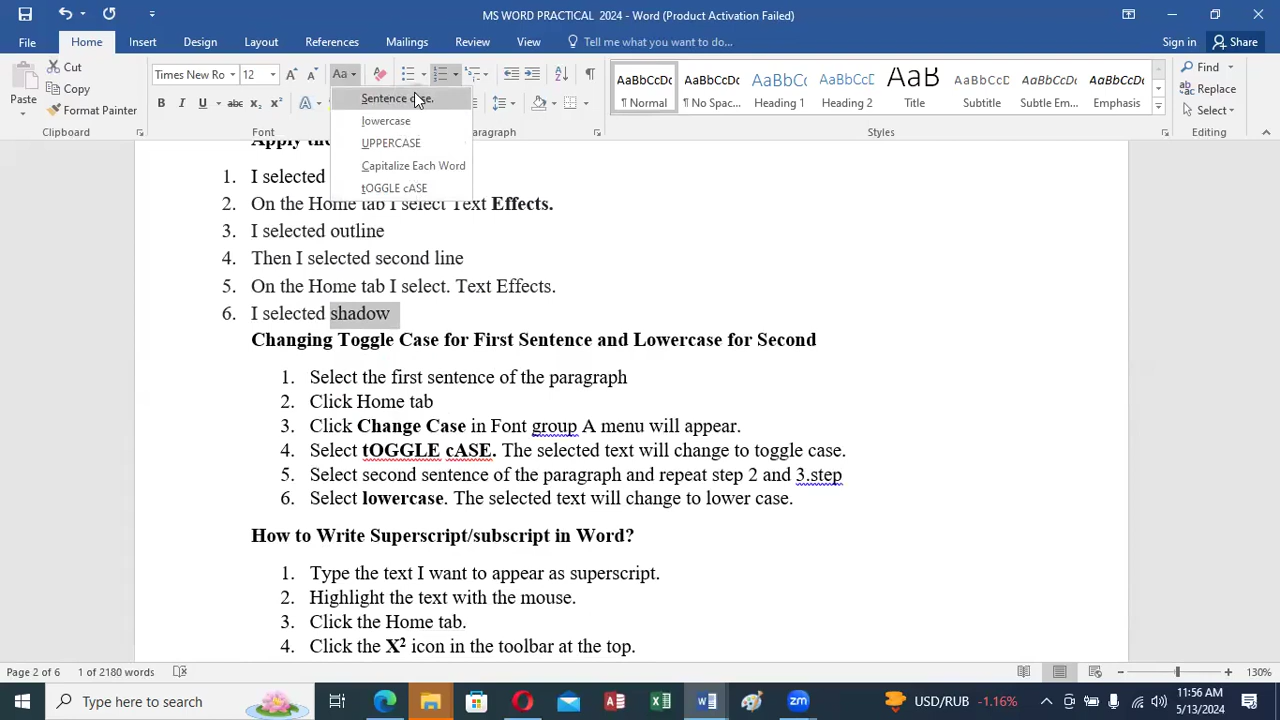 MS WORD PRACTICAL 2024 - Word (Product Activation Failed)
File Home Insert Design Layout References Mailings Review View Tell me what you want to do... Sign in Share
Cut
Copy
Format Painter
Paste
Clipboard
Times New Ro 12
Aa
B I U abc A
Font
Sentence case.
lowercase
UPPERCASE
Capitalize Each Word
tOGGLE cASE
Paragraph
AaBbCcDc AaBbCcDc AaBbCc AaBbCcD AaB AaBbCcD AaBbCcDt AaBbCcDt
¶ Normal ¶ No Spac... Heading 1 Heading 2 Title Subtitle Subtle Em... Emphasis
Styles
Find
Replace
Select
Editing
Apply the
1. I selected
2. On the Home tab I select Text Effects.
3. I selected outline
4. Then I selected second line
5. On the Home tab I select. Text Effects.
6. I selected shadow
Changing Toggle Case for First Sentence and Lowercase for Second
1. Select the first sentence of the paragraph
2. Click Home tab
3. Click Change Case in Font group A menu will appear.
4. Select tOGGLE cASE. The selected text will change to toggle case.
5. Select second sentence of the paragraph and repeat step 2 and 3.step
6. Select lowercase. The selected text will change to lower case.
How to Write Superscript/subscript in Word?
1. Type the text I want to appear as superscript.
2. Highlight the text with the mouse.
3. Click the Home tab.
4. Click the X² icon in the toolbar at the top.
Page 2 of 6 1 of 2180 words 130%
Type here to search
USD/RUB -1.16%
11:56 AM
5/13/2024